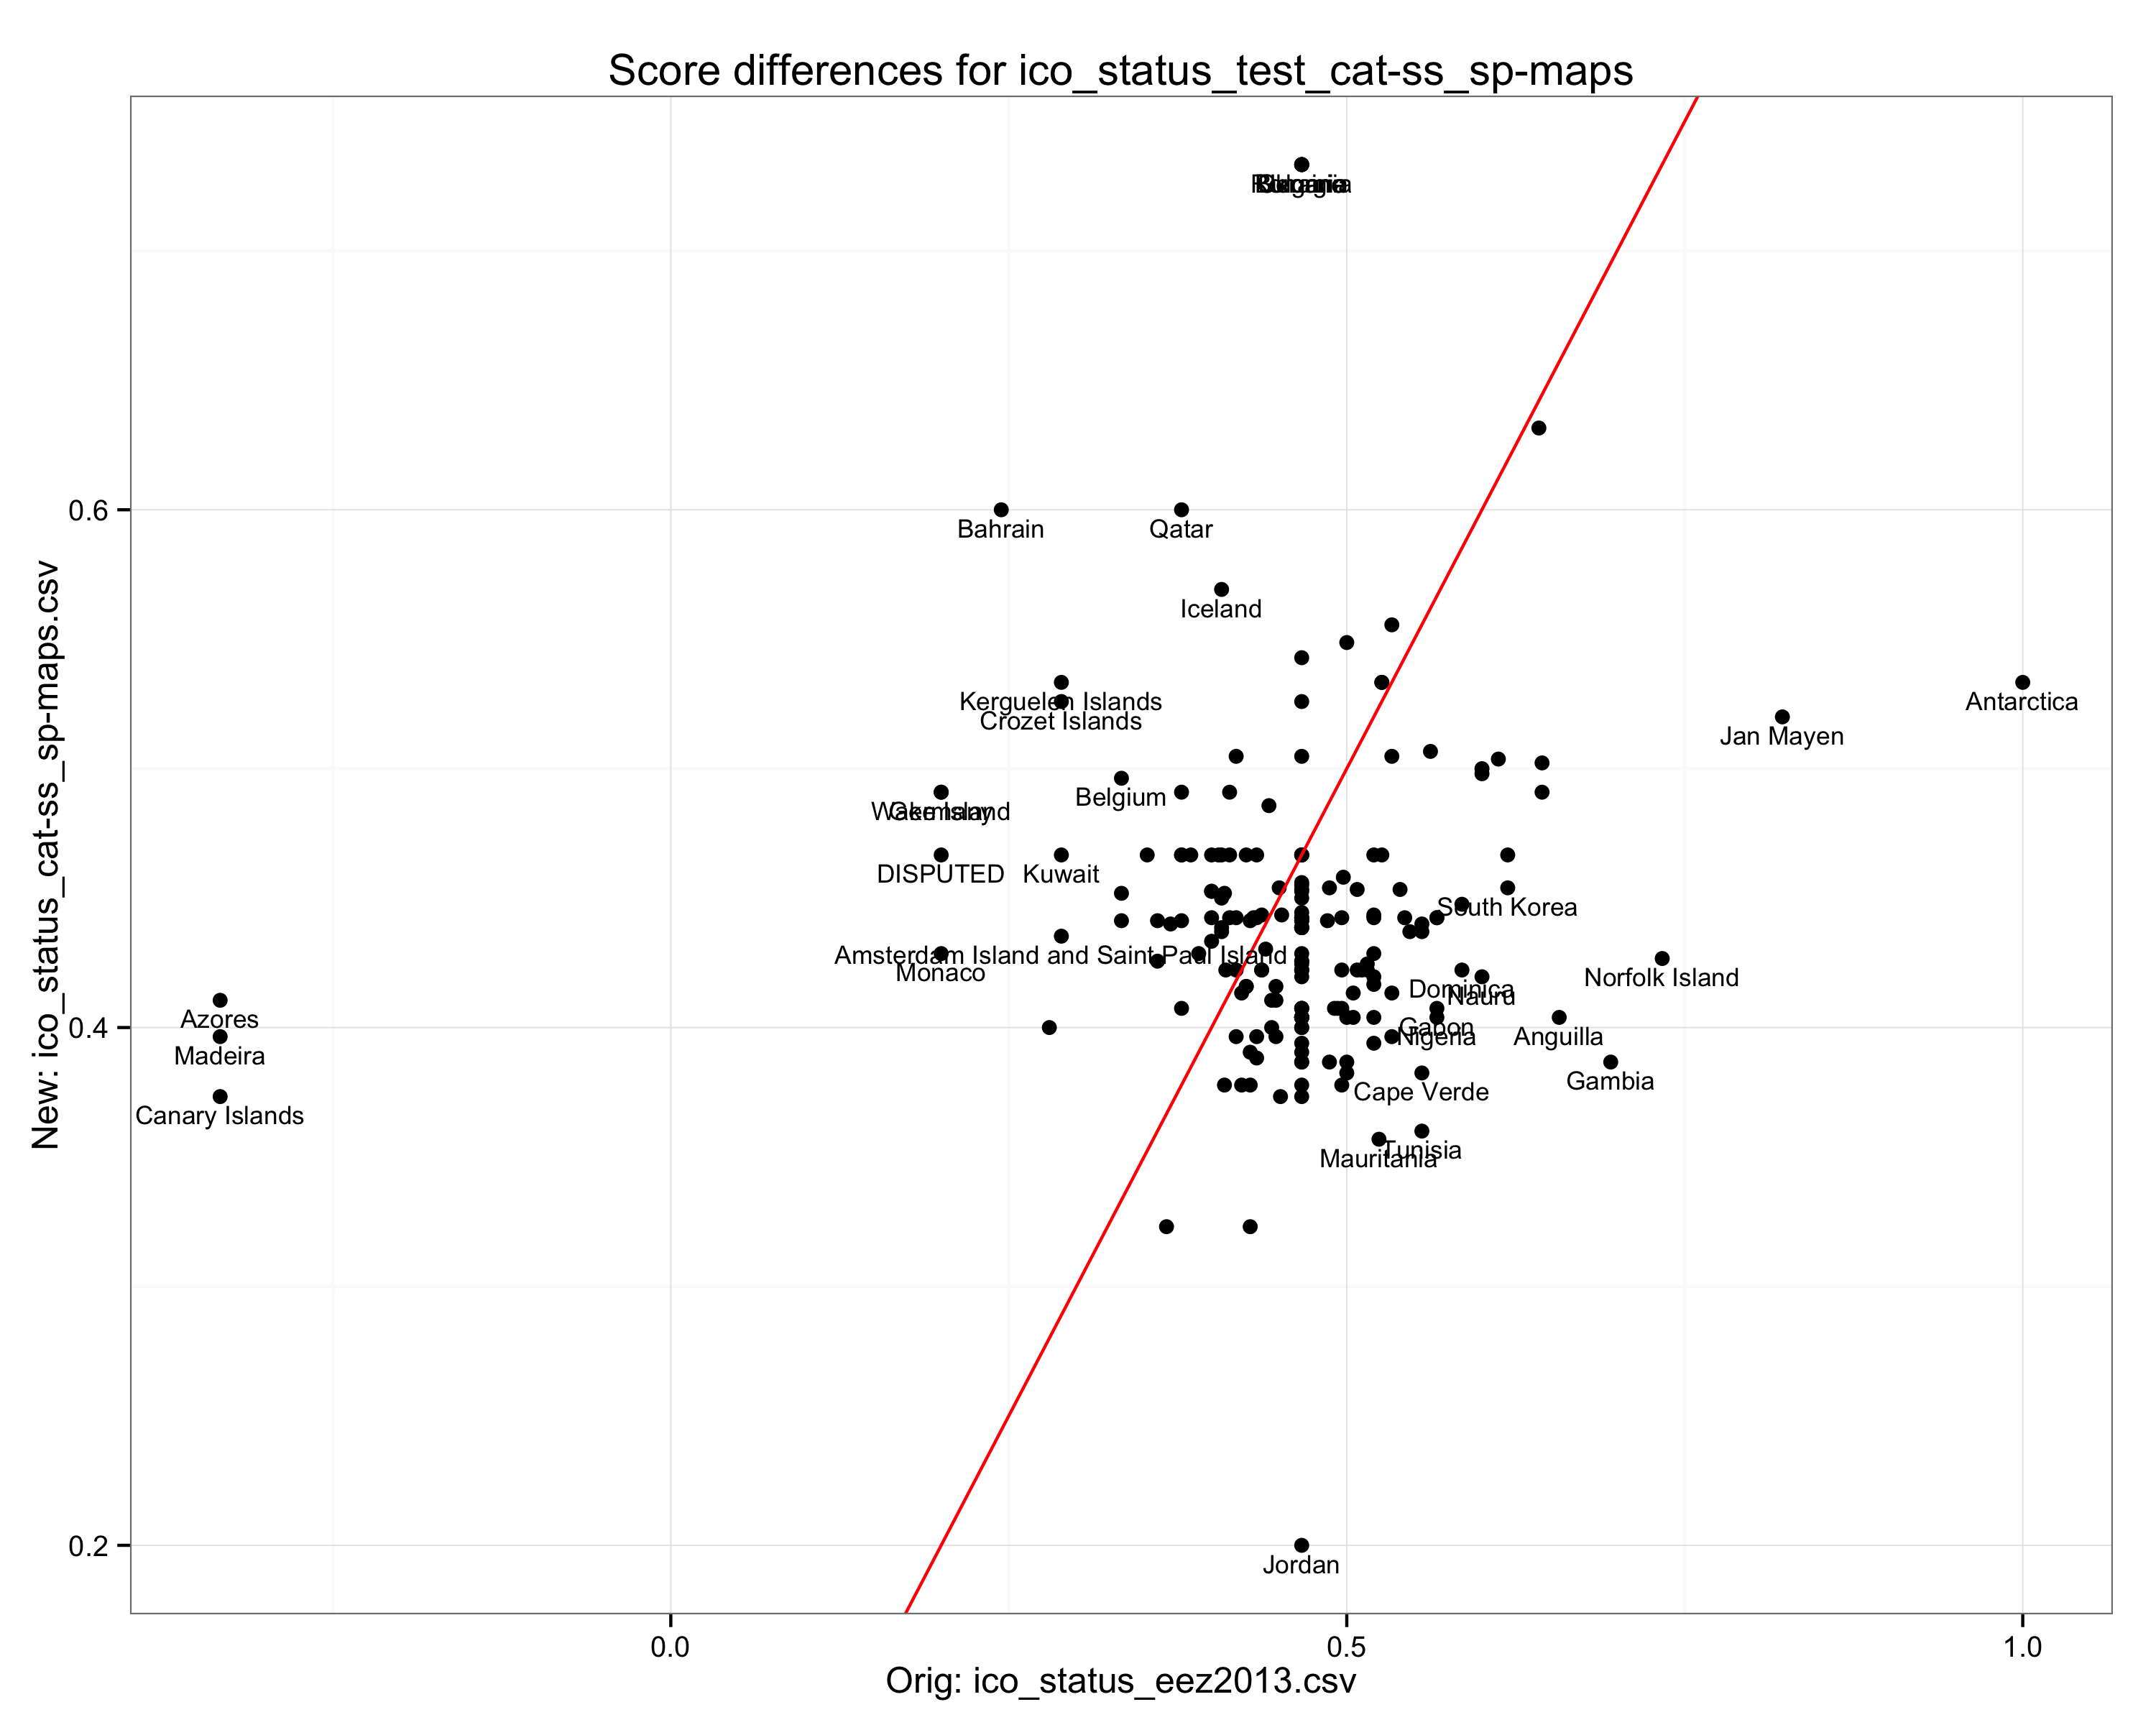 Score differences for ico_status_test_cat-ss_sp-maps
New: ico_status_cat-ss_sp-maps.csv
0.6
0.4
0.2
Bahrain
Qatar
Iceland
Kerguelen Islands
Crozet Islands
Antarctica
Jan Mayen
Belgium
Wake Island
DISPUTED
Kuwait
South Korea
Amsterdam Island and Saint Paul Island
Monaco
Norfolk Island
Dominica
Nauru
Azores
Gabon
Nigeria
Anguilla
Madeira
Gambia
Cape Verde
Canary Islands
Tunisia
Mauritania
Jordan
0.0
0.5
1.0
Orig: ico_status_eez2013.csv